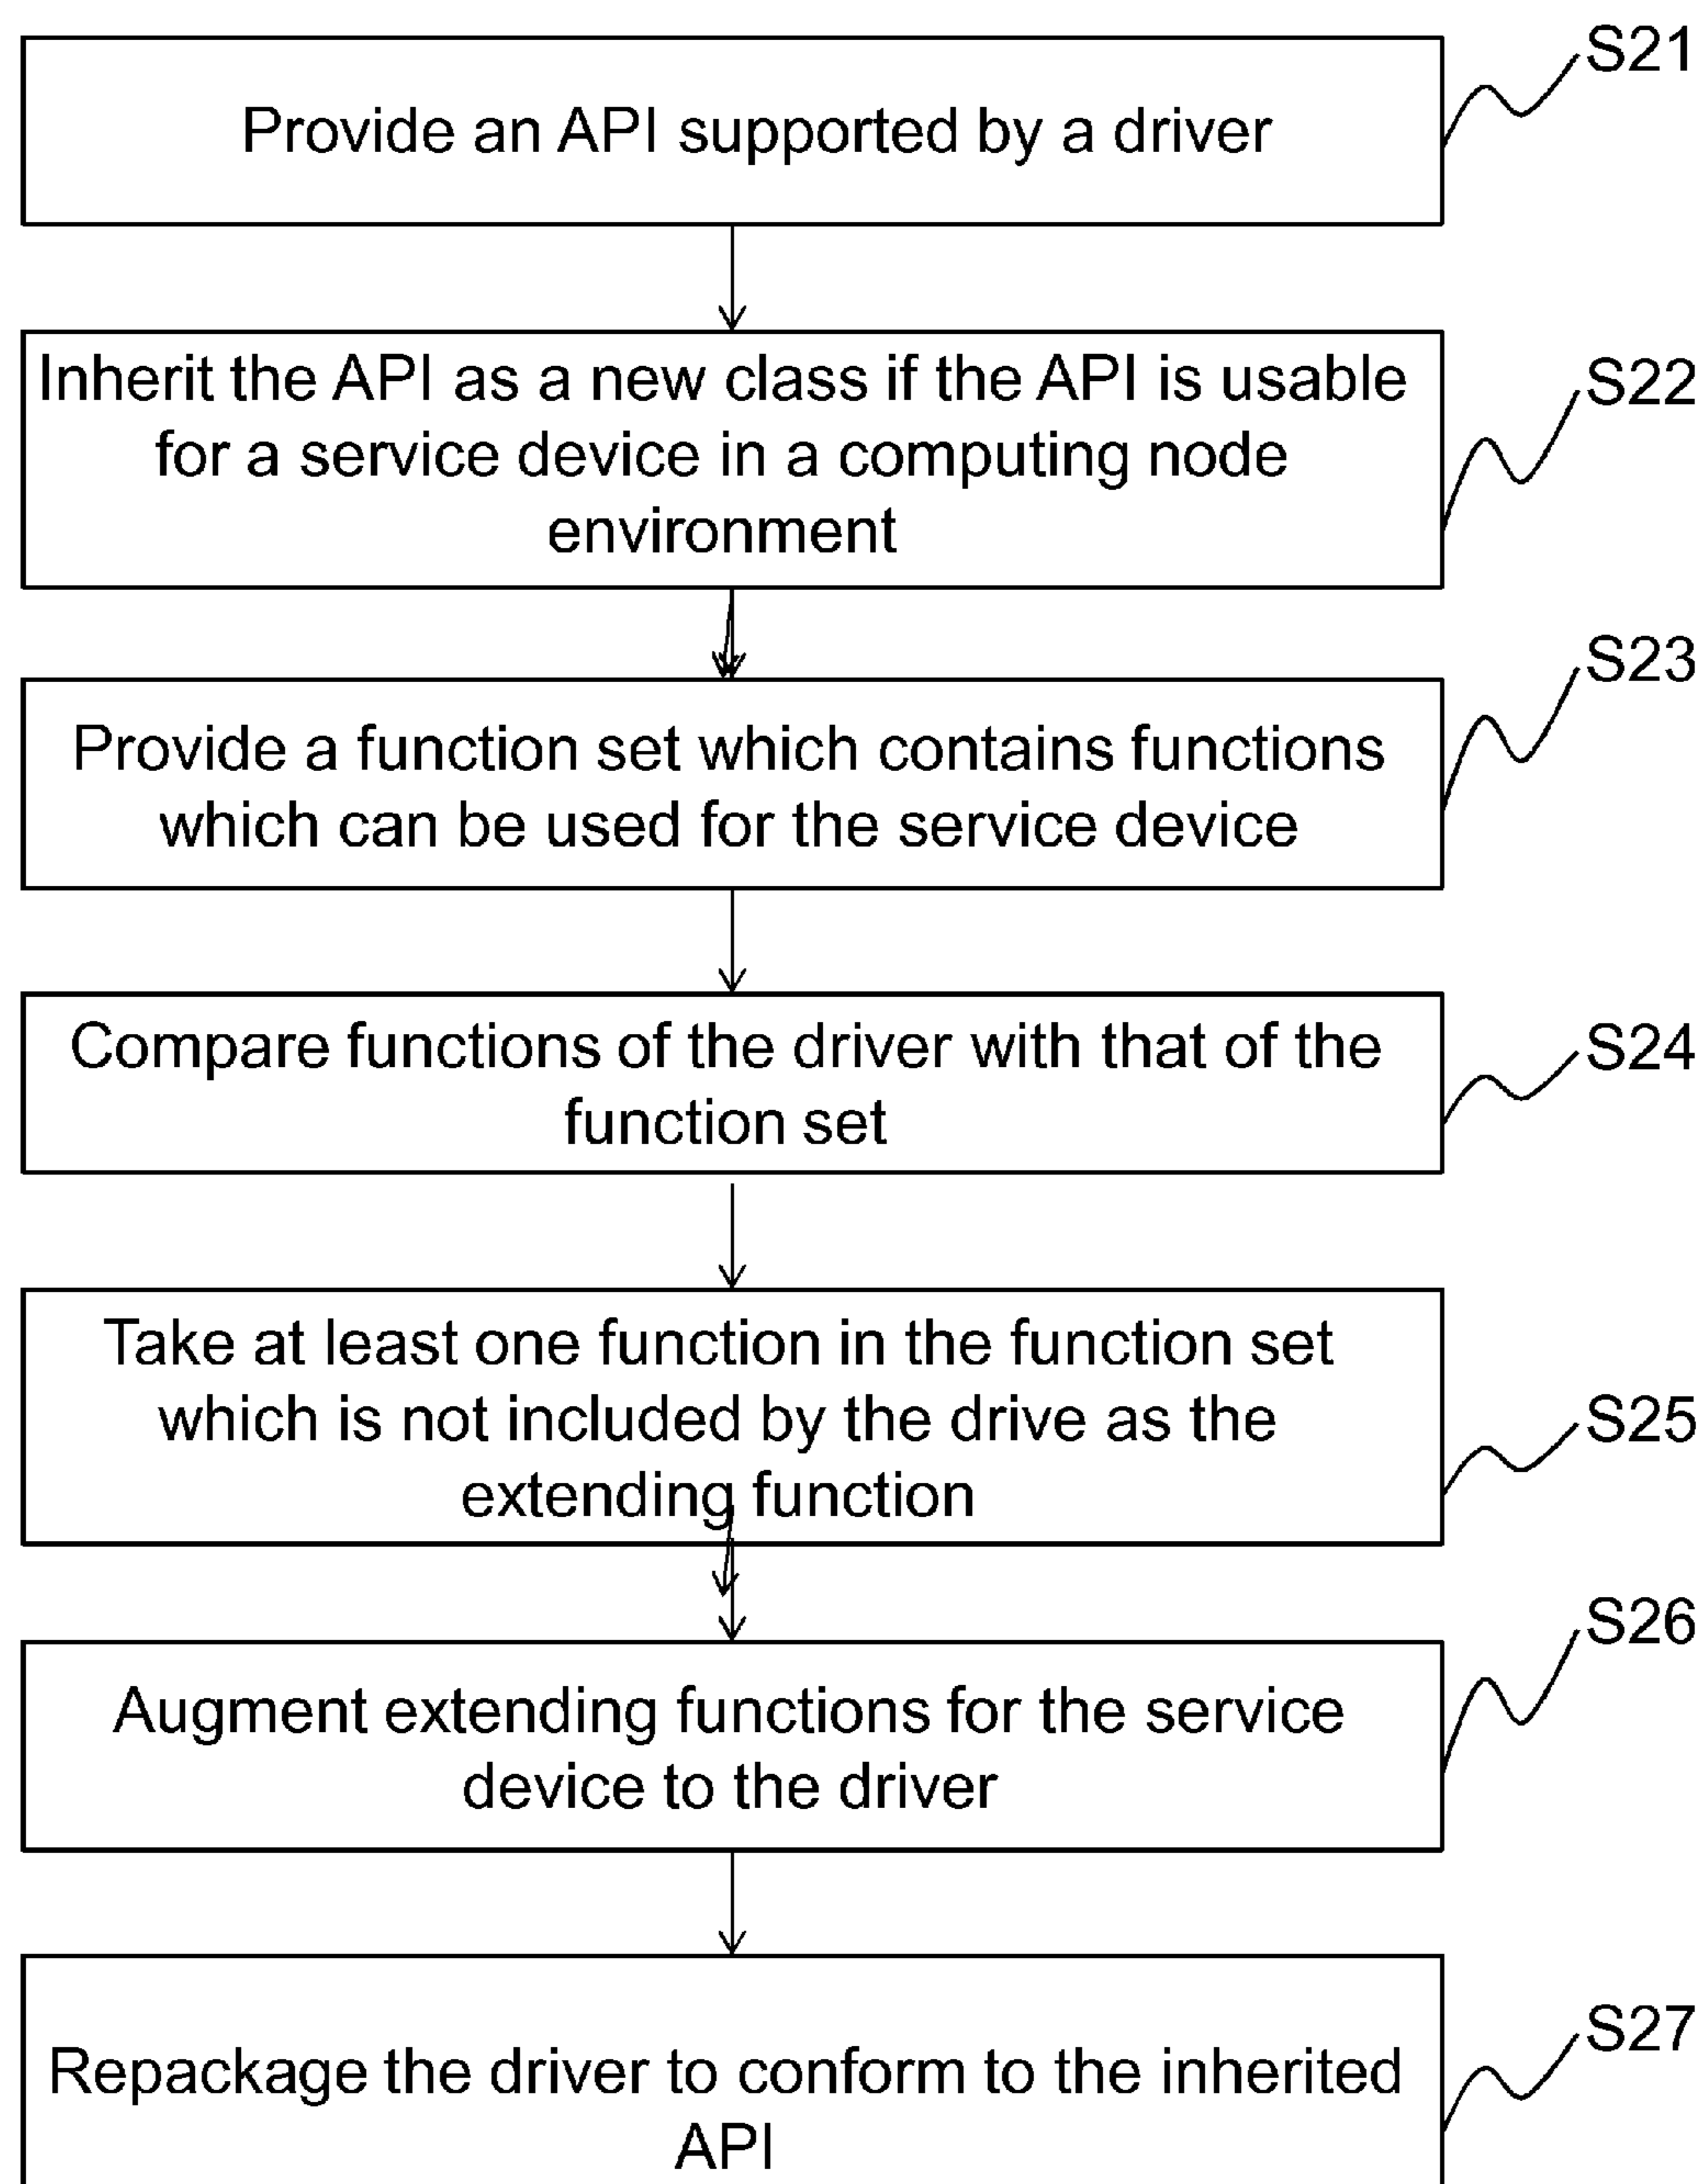 S21
Provide an API supported by a driver
Inherit the API as a new class if the API is usable
for a service device in a computing node
environment
S22
S23
Provide a function set which contains functions
which can be used for the service device
Compare functions of the driver with that of the
function set
S24
Take at least one function in the function set
which is not included by the drive as the
extending function
S25
S26
Augment extending functions for the service
device to the driver
S27
Repackage the driver to conform to the inherited
API